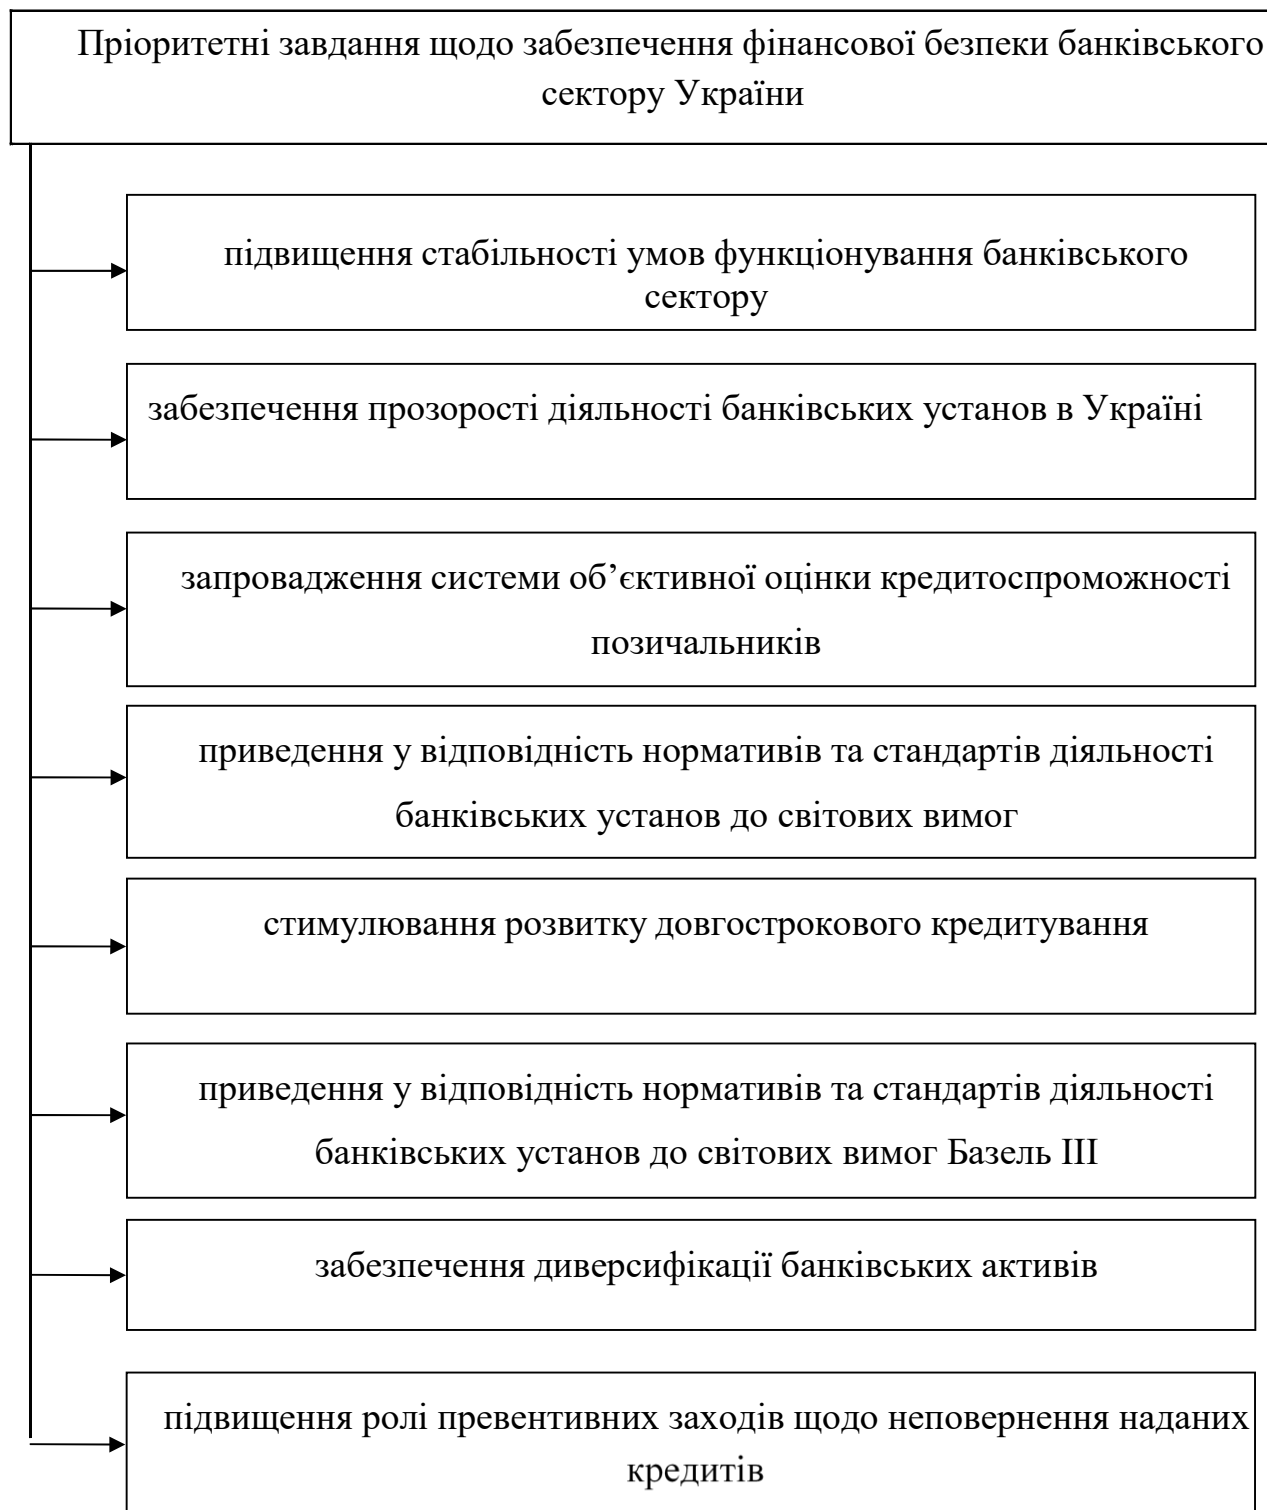 Пріоритетні завдання щодо забезпечення фінансової безпеки банківського
сектору України
підвищення стабільності умов функціонування банківського
сектору
забезпечення прозорості діяльності банківських установ в Україні
запровадження системи об’єктивної оцінки кредитоспроможності
позичальників
приведення у відповідність нормативів та стандартів діяльності
банківських установ до світових вимог
стимулювання розвитку довгострокового кредитування
приведення у відповідність нормативів та стандартів діяльності
банківських установ до світових вимог Базель ІІІ
забезпечення диверсифікації банківських активів
підвищення ролі превентивних заходів щодо неповернення наданих
кредитів